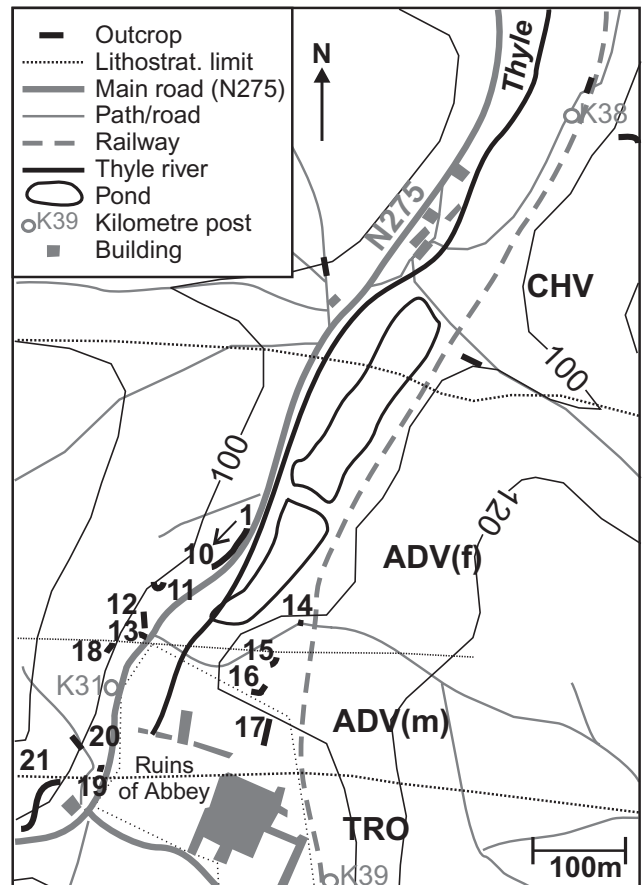 Outcrop
Lithostrat. limit
Main road (N275)
Path/road
Railway
Thyle river
Pond
K39 Kilometre post
Building
N
Thyle
K38
N275
CHV
100
100
120
1
10
ADV(f)
11
12
14
13
18
15
16
K31
17
ADV(m)
20
21
19
Ruins
of Abbey
TRO
K39
100m